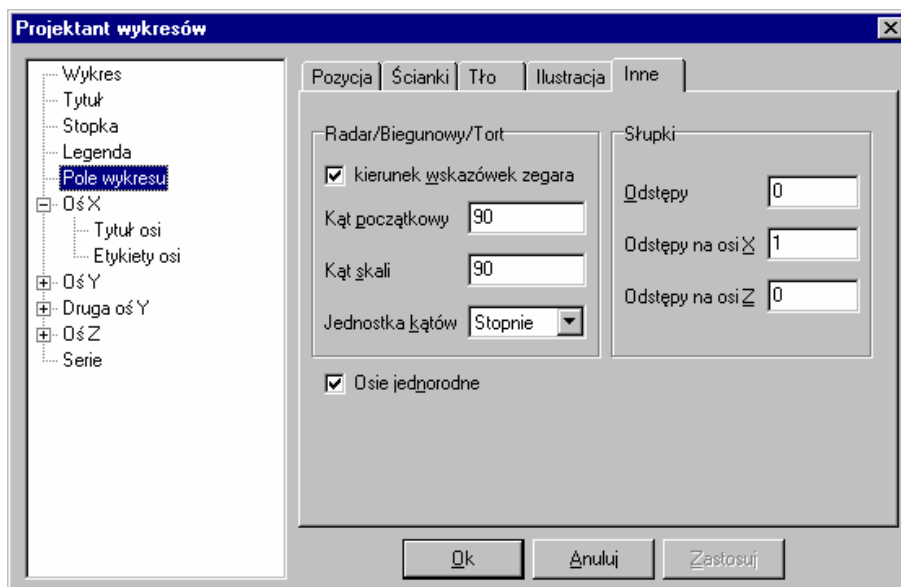 Projektant wykresów
Wykres
Tytuł
Stopka
Legenda
Pole wykresu
Oś X
Tytuł osi
Etykiety osi
Oś Y
Druga oś Y
Oś Z
Serie
Pozycja Ścianki Tło Ilustracja Inne
Radar/Biegunowy/Tort
kierunek wskazówek zegara
Kąt początkowy 90
Kąt skali 90
Jednostka kątów Stopnie
Osie jednorodne
Słupki
Odstępy 0
Odstępy na osi X 1
Odstępy na osi Z 0
Ok Anuluj Zastosuj